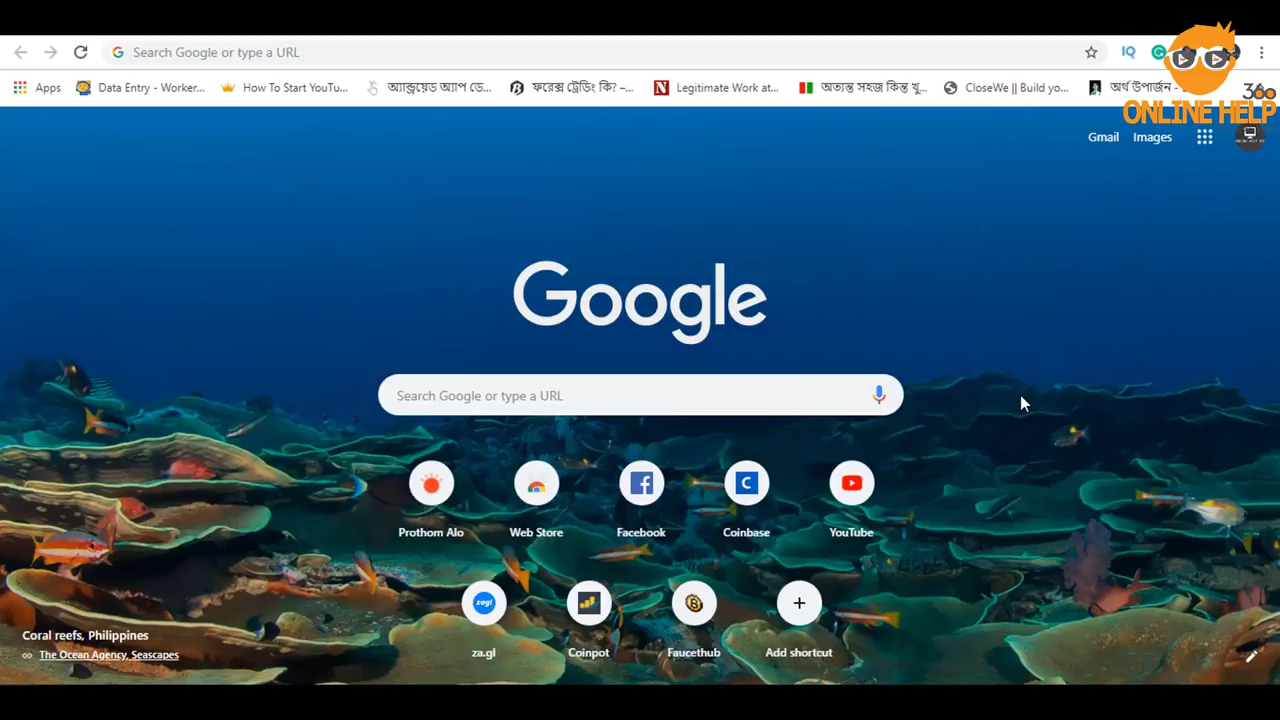 Search Google or type a URL
IQ
Apps
Data Entry - Worker...
How To Start YouTu...
অ্যান্ড্রয়েড অ্যাপ ডে...
ফরেক্স ট্রেডিং কি? –...
Legitimate Work at...
অত্যন্ত সহজ কিন্তু খু...
CloseWe || Build yo...
অর্থ উপার্জন -
360
ONLINE HELP
Gmail
Images
Google
Search Google or type a URL
Prothom Alo
Web Store
Facebook
Coinbase
YouTube
za.gl
Coinpot
Faucethub
Add shortcut
Coral reefs, Philippines
The Ocean Agency, Seascapes